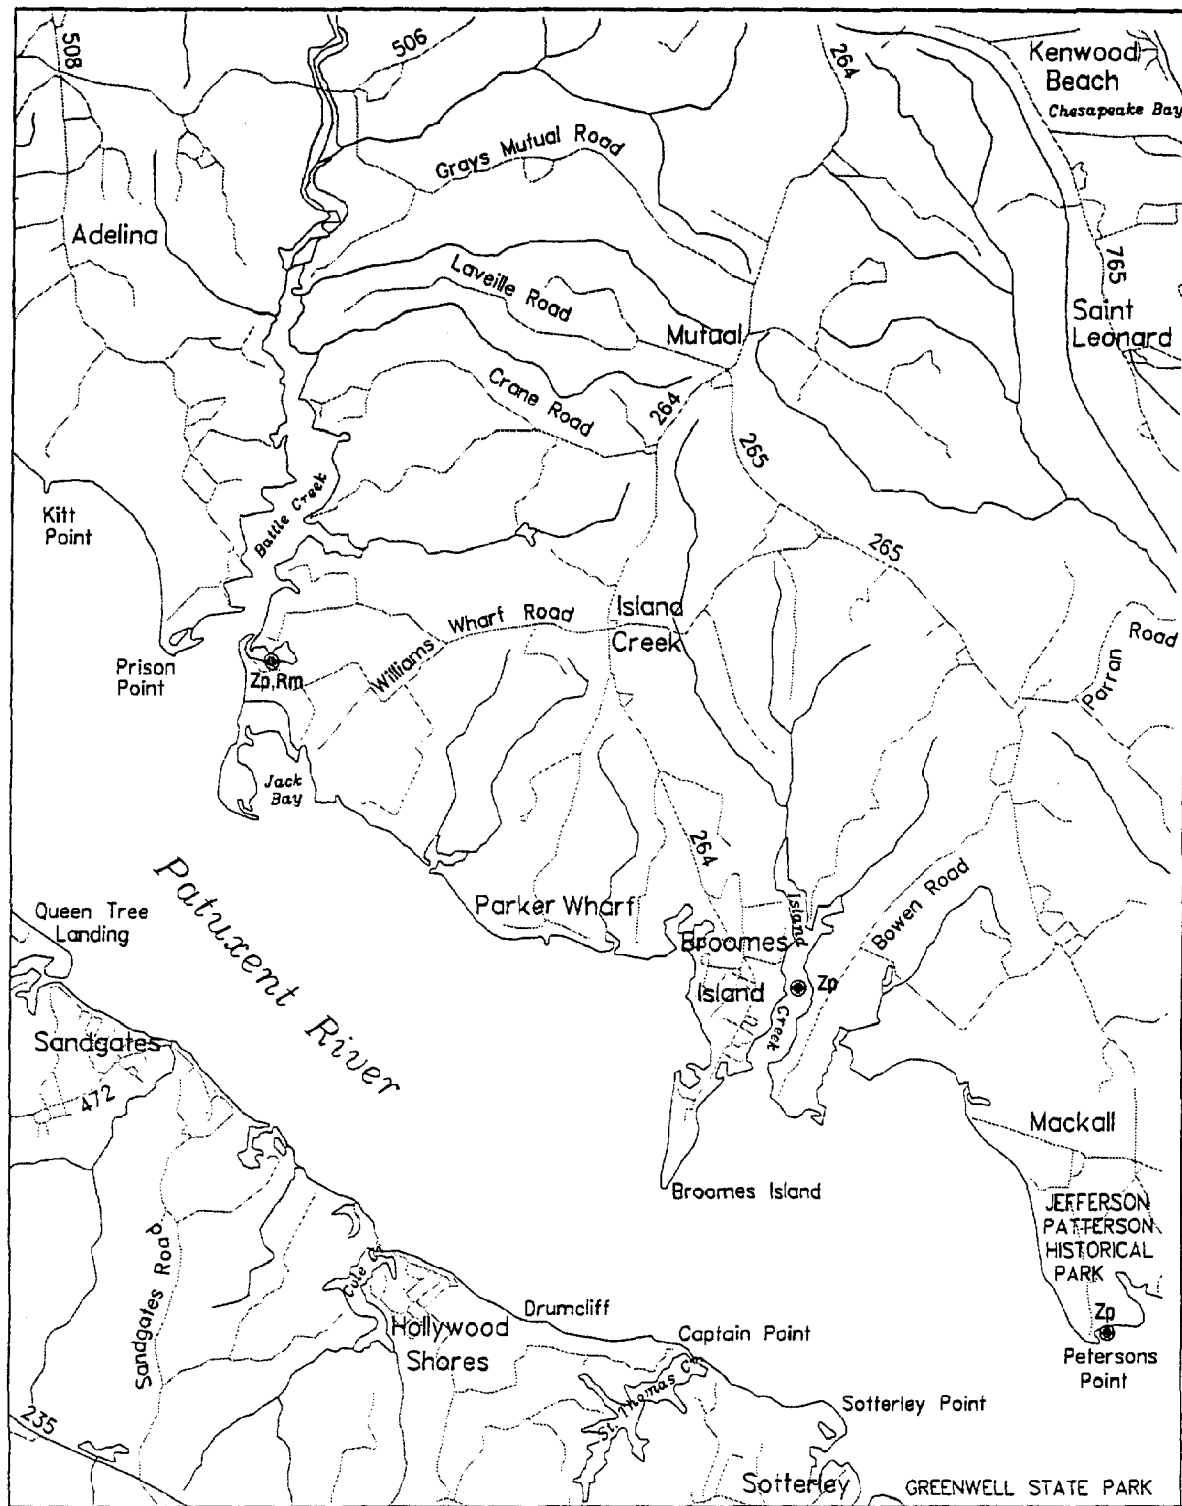 508
506
264
Kenwood
Beach
Chesapeake Bay
Grays Mutual Road
Adelina
765
Laveille Road
Mutual
Saint
Leonard
Crane Road
264
265
Battle Creek
Kitt
Point
265
Island
Creek
Williams Wharf Road
Parran Road
Prison
Point
Zp,Rm
Jack
Bay
264
Patuxent River
Queen Tree
Landing
Parker Wharf
Island Creek
Bowen Road
Broomes
Island
Zp
Sandgates
472
Mackall
Broomes Island
JEFFERSON
PATTERSON
HISTORICAL
PARK
Sandgates Road
Cole
Drumcliff
Hollywood
Shores
Captain Point
Zp
Petersons
Point
St. Thomas Cr
Sotterley Point
235
Sotterley
GREENWELL STATE PARK